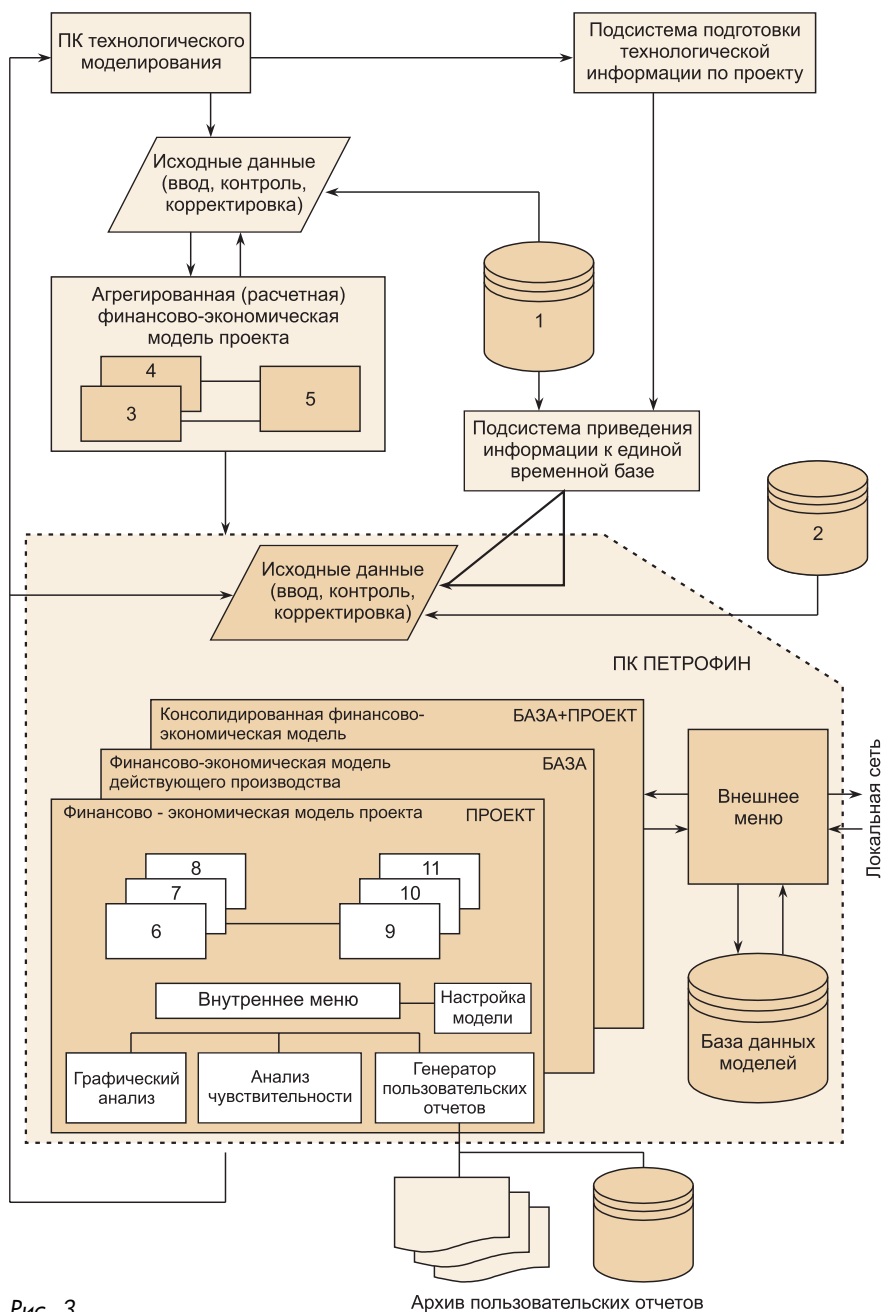 ПК технологического
моделирования
Подсистема подготовки
технологической
информации по проекту
Исходные данные
(ввод, контроль,
корректировка)
Агрегированная (расчетная)
финансово-экономическая
модель проекта
4
3
5
1
Подсистема приведения
информации к единой
временной базе
2
Исходные данные
(ввод, контроль,
корректировка)
ПК ПЕТРОФИН
Консолидированная финансово-
экономическая модель
БАЗА+ПРОЕКТ
Финансово-экономическая модель
действующего производства
БАЗА
Финансово - экономическая модель проекта
ПРОЕКТ
8
7
6
11
10
9
Внутреннее меню
Настройка
модели
Графический
анализ
Анализ
чувствительности
Генератор
пользовательских
отчетов
Внешнее
меню
Локальная сеть
База данных
моделей
Архив пользовательских отчетов
Рис. 3